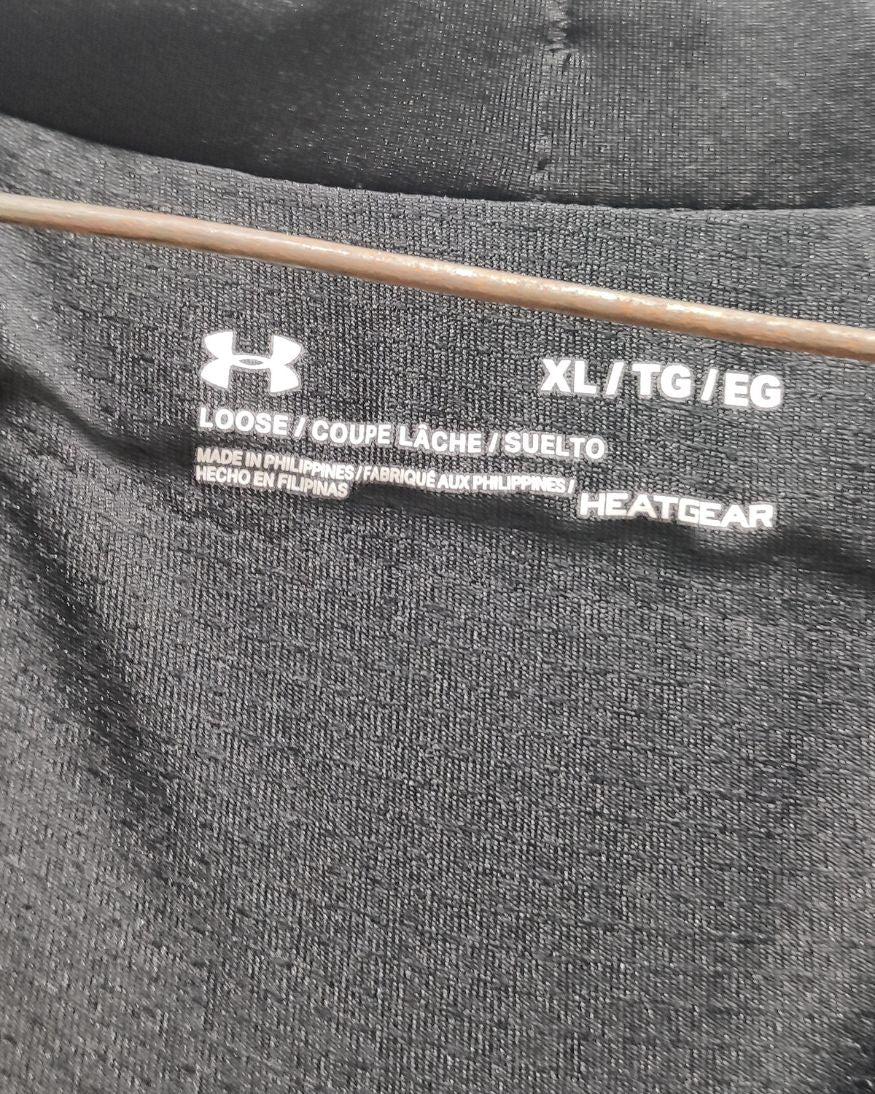 XL / TG / EG
LOOSE / COUPE LÂCHE / SUELTO
MADE IN PHILIPPINES / FABRIQUÉ AUX PHILIPPINES /
HECHO EN FILIPINAS
HEATGEAR